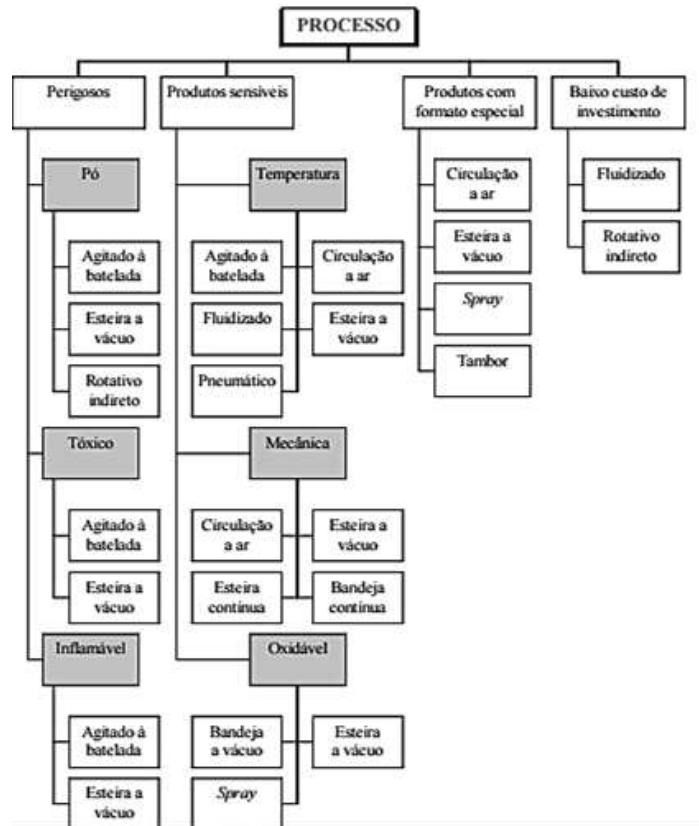 PROCESSO
Perigosos
Produtos sensíveis
Produtos com
formato especial
Baixo custo de
investimento
Pó
Agitado à
batelada
Esteira a
vácuo
Rotativo
indireto
Tóxico
Agitado à
batelada
Esteira a
vácuo
Inflamável
Agitado à
batelada
Esteira a
vácuo
Temperatura
Agitado à
batelada
Circulação
a ar
Fluidizado
Esteira a
vácuo
Pneumático
Mecânica
Circulação
a ar
Esteira a
vácuo
Esteira
contínua
Bandeja
contínua
Oxidável
Bandeja
a vácuo
Esteira
a vácuo
Spray
Circulação
a ar
Esteira a
vácuo
Spray
Tambor
Fluidizado
Rotativo
indireto